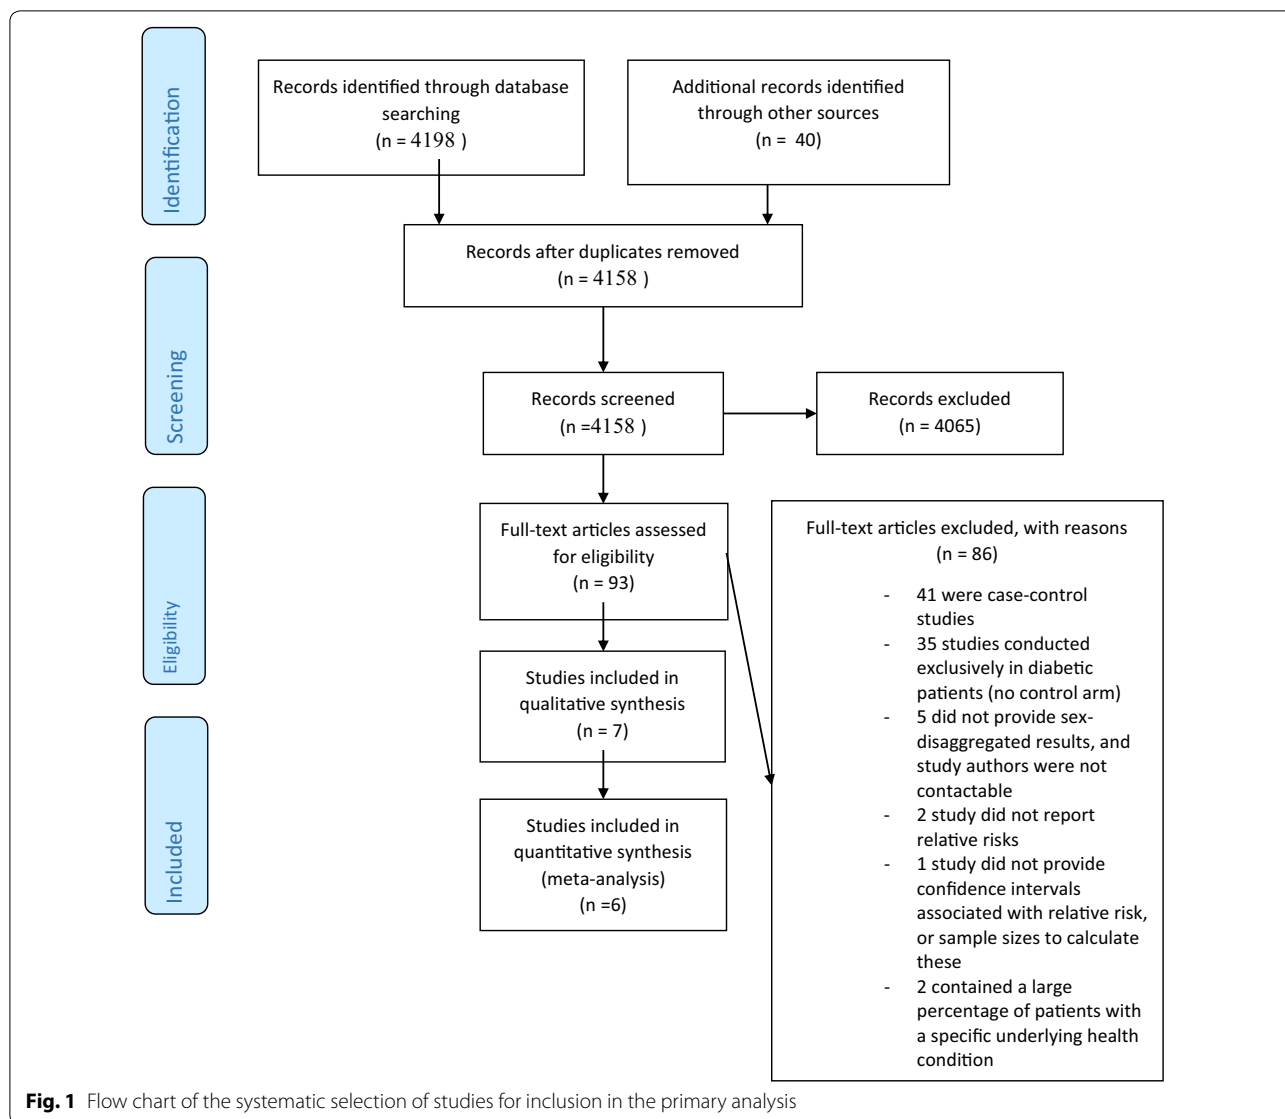 Identification
Records identified through database
searching
(n = 4198 )
Additional records identified
through other sources
(n = 40)
Records after duplicates removed
(n = 4158 )
Screening
Records screened
(n =4158 )
Records excluded
(n = 4065)
Eligibility
Full-text articles assessed
for eligibility
(n = 93)
Full-text articles excluded, with reasons
(n = 86)
- 41 were case-control
studies
- 35 studies conducted
exclusively in diabetic
patients (no control arm)
- 5 did not provide sex-
disaggregated results, and
study authors were not
contactable
- 2 study did not report
relative risks
- 1 study did not provide
confidence intervals
associated with relative risk,
or sample sizes to calculate
these
- 2 contained a large
percentage of patients with
a specific underlying health
condition
Studies included in
qualitative synthesis
(n = 7)
Included
Studies included in
quantitative synthesis
(meta-analysis)
(n =6)
Fig. 1 Flow chart of the systematic selection of studies for inclusion in the primary analysis